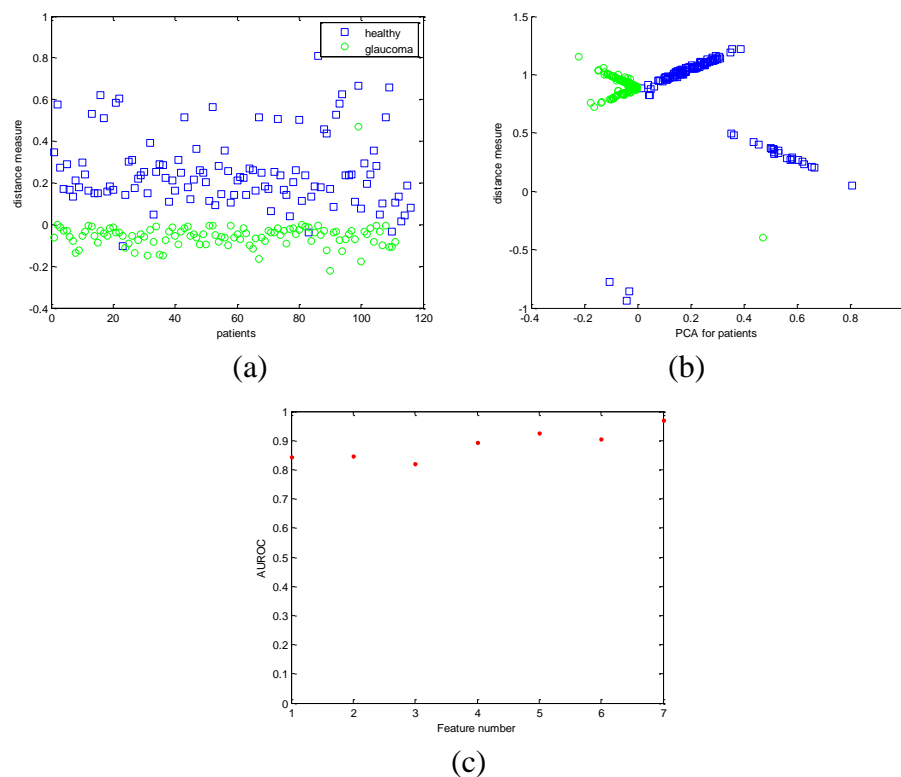 1
0.8
0.6
0.4
0.2
0
-0.2
-0.4
0 20 40 60 80 100 120
distance measure
patients
healthy
glaucoma
(a)
1.5
1
0.5
0
-0.5
-1
-0.4 -0.2 0 0.2 0.4 0.6 0.8 1
distance mesure
PCA for patients
(b)
1
0.9
0.8
0.7
0.6
0.5
0.4
0.3
0.2
0.1
0
1 2 3 4 5 6 7
AUROC
Feature number
(c)